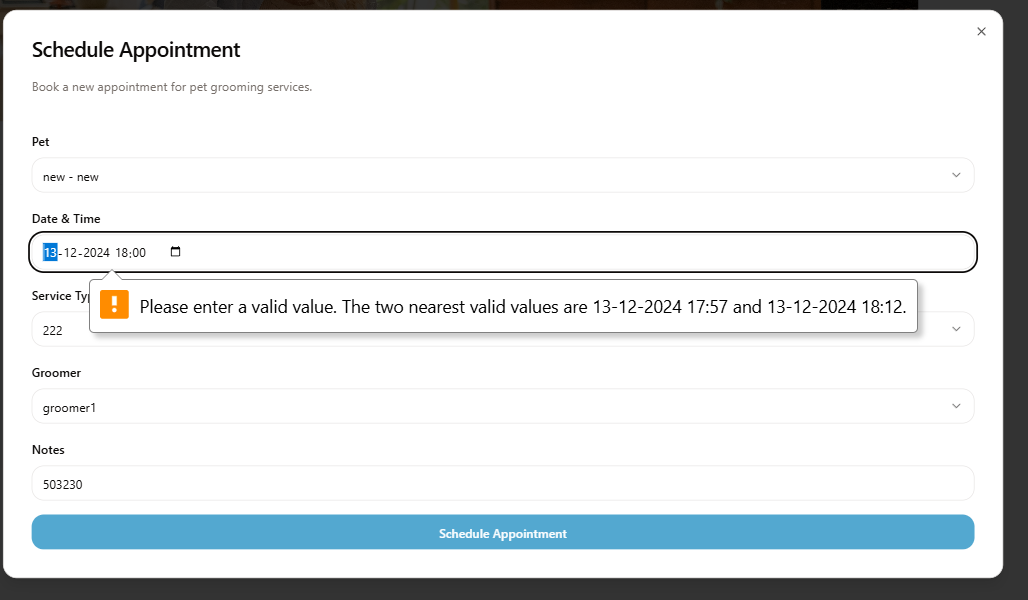 Schedule Appointment
Book a new appointment for pet grooming services.
Pet
new - new
Date & Time
13-12-2024 18:00
Please enter a valid value. The two nearest valid values are 13-12-2024 17:57 and 13-12-2024 18:12.
Service Ty
222
Groomer
groomer1
Notes
503230
Schedule Appointment